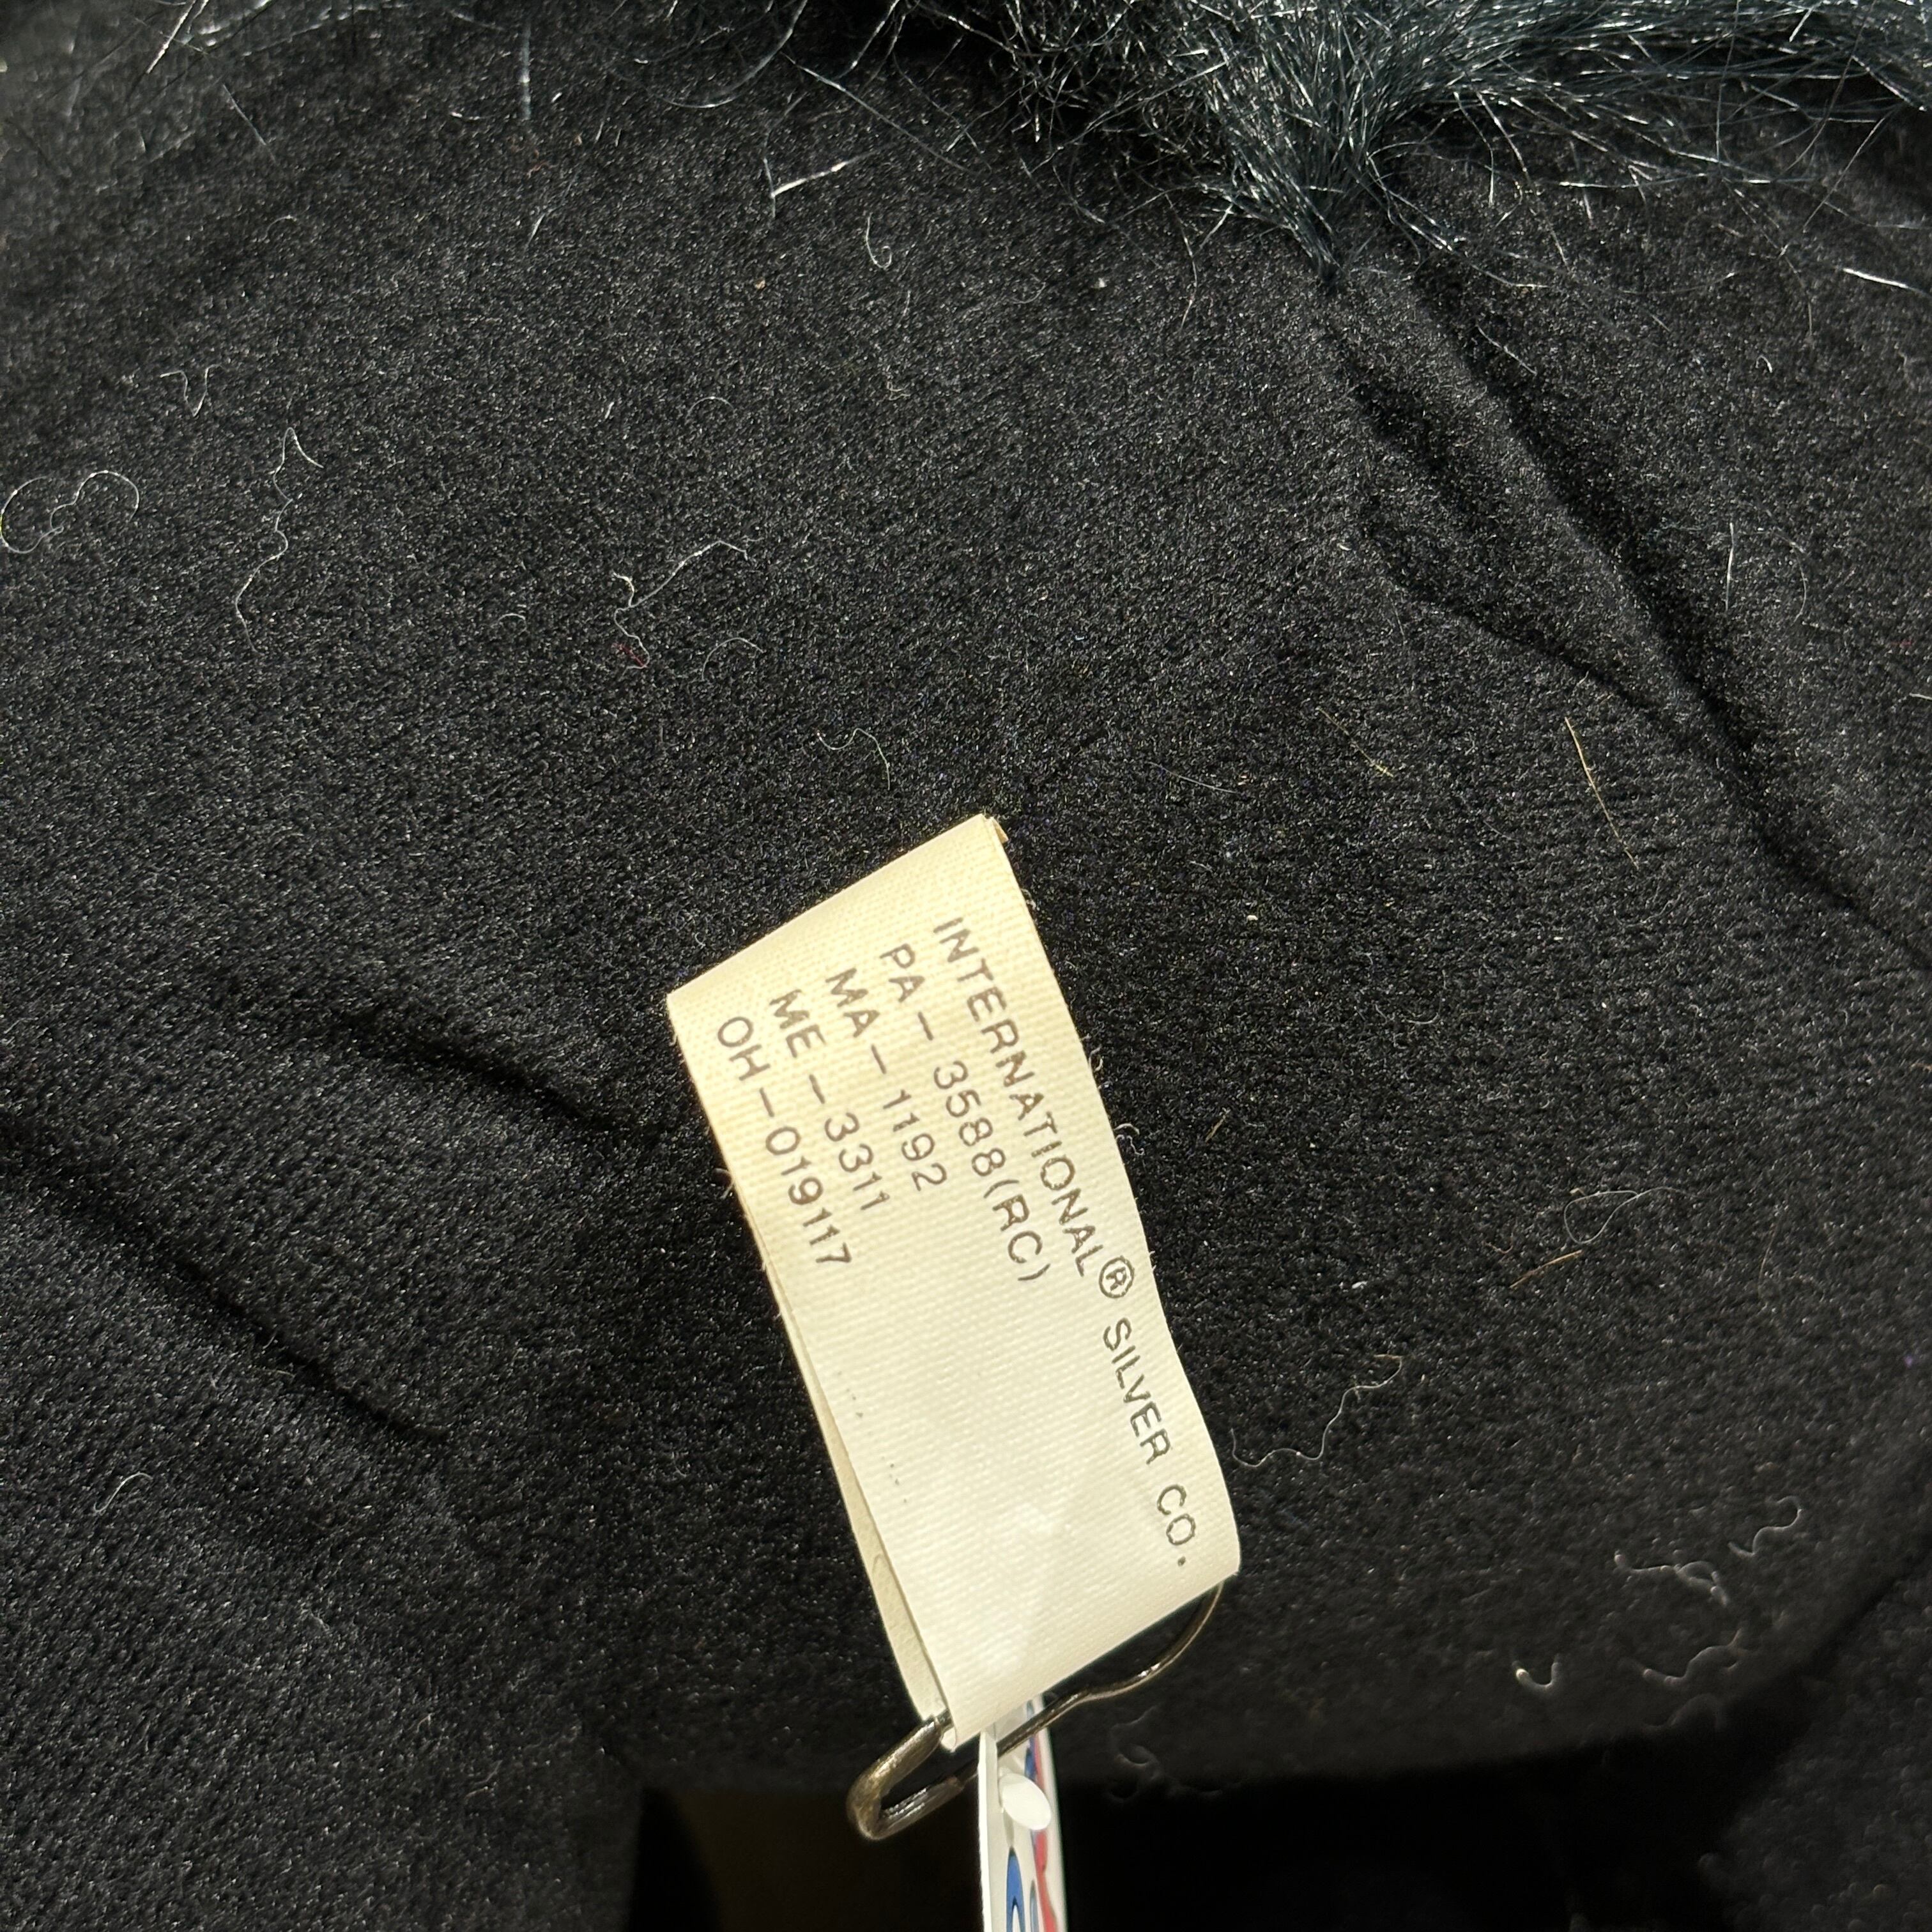 INTERNATIONAL® SILVER CO.
PA - 3588(RC)
MA - 1192
ME - 3311
OH-019117